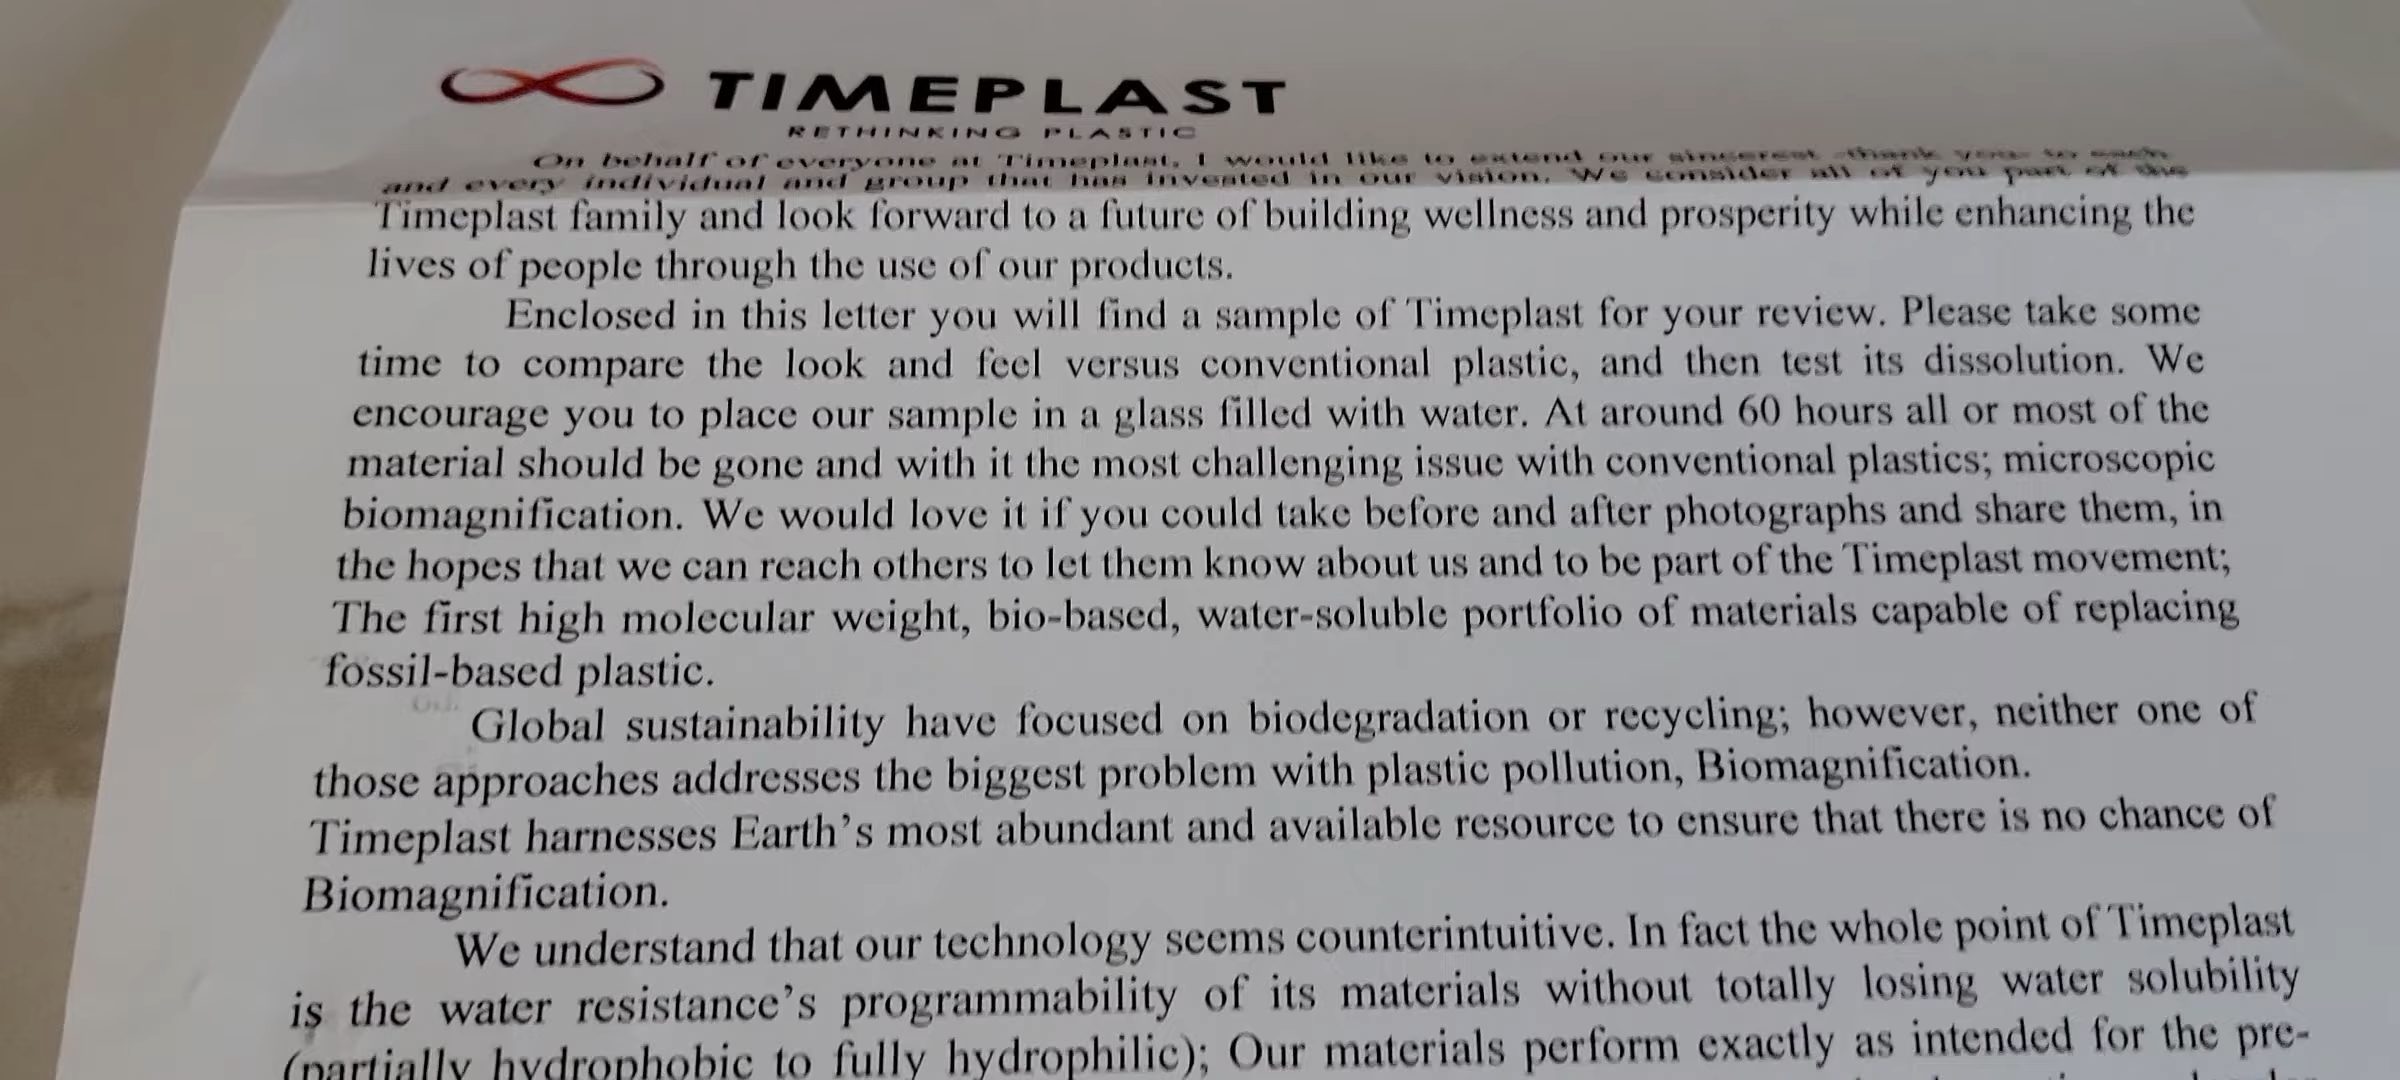 TIMEPLAST
RETHINKING PLASTIC
On behalf of everyone at Timeplast, I would like to extend our sincerest thank you to each
and every individual and group that has invested in our vision. We consider all of you part of the
Timeplast family and look forward to a future of building wellness and prosperity while enhancing the
lives of people through the use of our products.
Enclosed in this letter you will find a sample of Timeplast for your review. Please take some
time to compare the look and feel versus conventional plastic, and then test its dissolution. We
encourage you to place our sample in a glass filled with water. At around 60 hours all or most of the
material should be gone and with it the most challenging issue with conventional plastics; microscopic
biomagnification. We would love it if you could take before and after photographs and share them, in
the hopes that we can reach others to let them know about us and to be part of the Timeplast movement;
The first high molecular weight, bio-based, water-soluble portfolio of materials capable of replacing
fossil-based plastic.
Global sustainability have focused on biodegradation or recycling; however, neither one of
those approaches addresses the biggest problem with plastic pollution, Biomagnification.
Timeplast harnesses Earth's most abundant and available resource to ensure that there is no chance of
Biomagnification.
We understand that our technology seems counterintuitive. In fact the whole point of Timeplast
is the water resistance's programmability of its materials without totally losing water solubility
(partially hydrophobic to fully hydrophilic); Our materials perform exactly as intended for the pre-